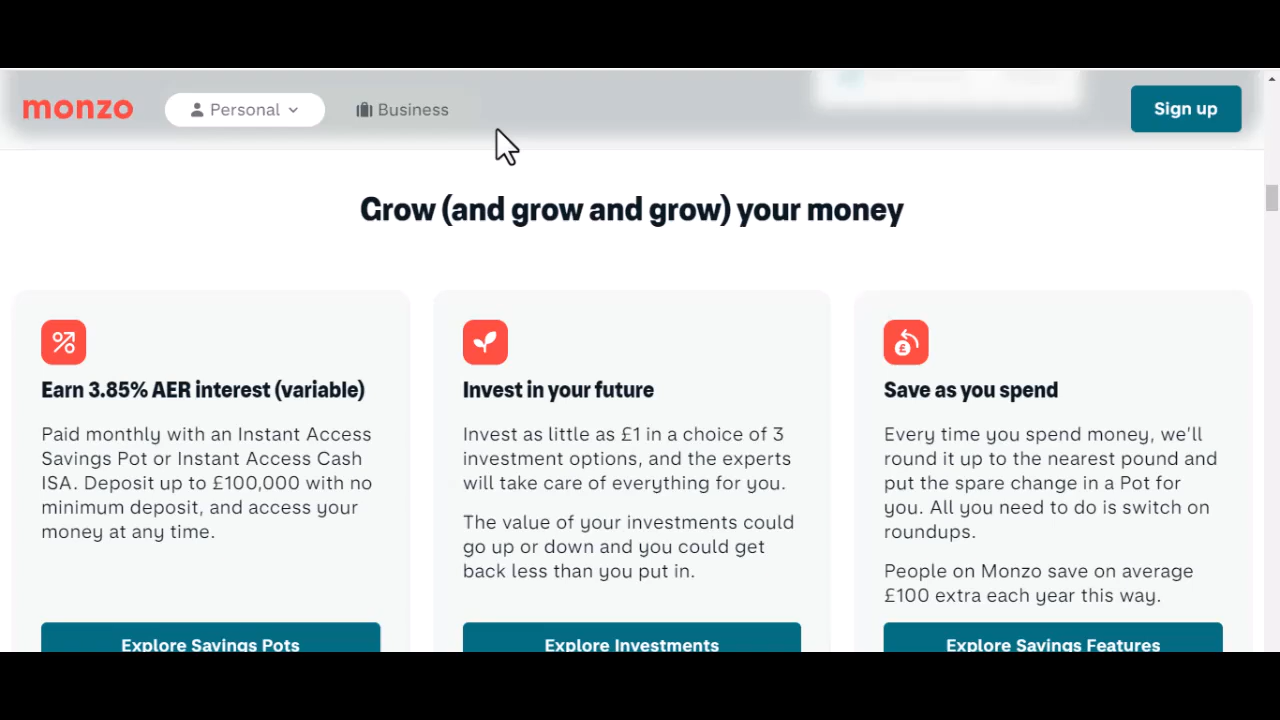 monzo
Personal
Business
Sign up
Grow (and grow and grow) your money
Earn 3.85% AER interest (variable)
Paid monthly with an Instant Access
Savings Pot or Instant Access Cash
ISA. Deposit up to £100,000 with no
minimum deposit, and access your
money at any time.
Explore Savings Pots
Invest in your future
Invest as little as £1 in a choice of 3
investment options, and the experts
will take care of everything for you.
The value of your investments could
go up or down and you could get
back less than you put in.
Explore Investments
Save as you spend
Every time you spend money, we’ll
round it up to the nearest pound and
put the spare change in a Pot for
you. All you need to do is switch on
roundups.
People on Monzo save on average
£100 extra each year this way.
Explore Savings Features